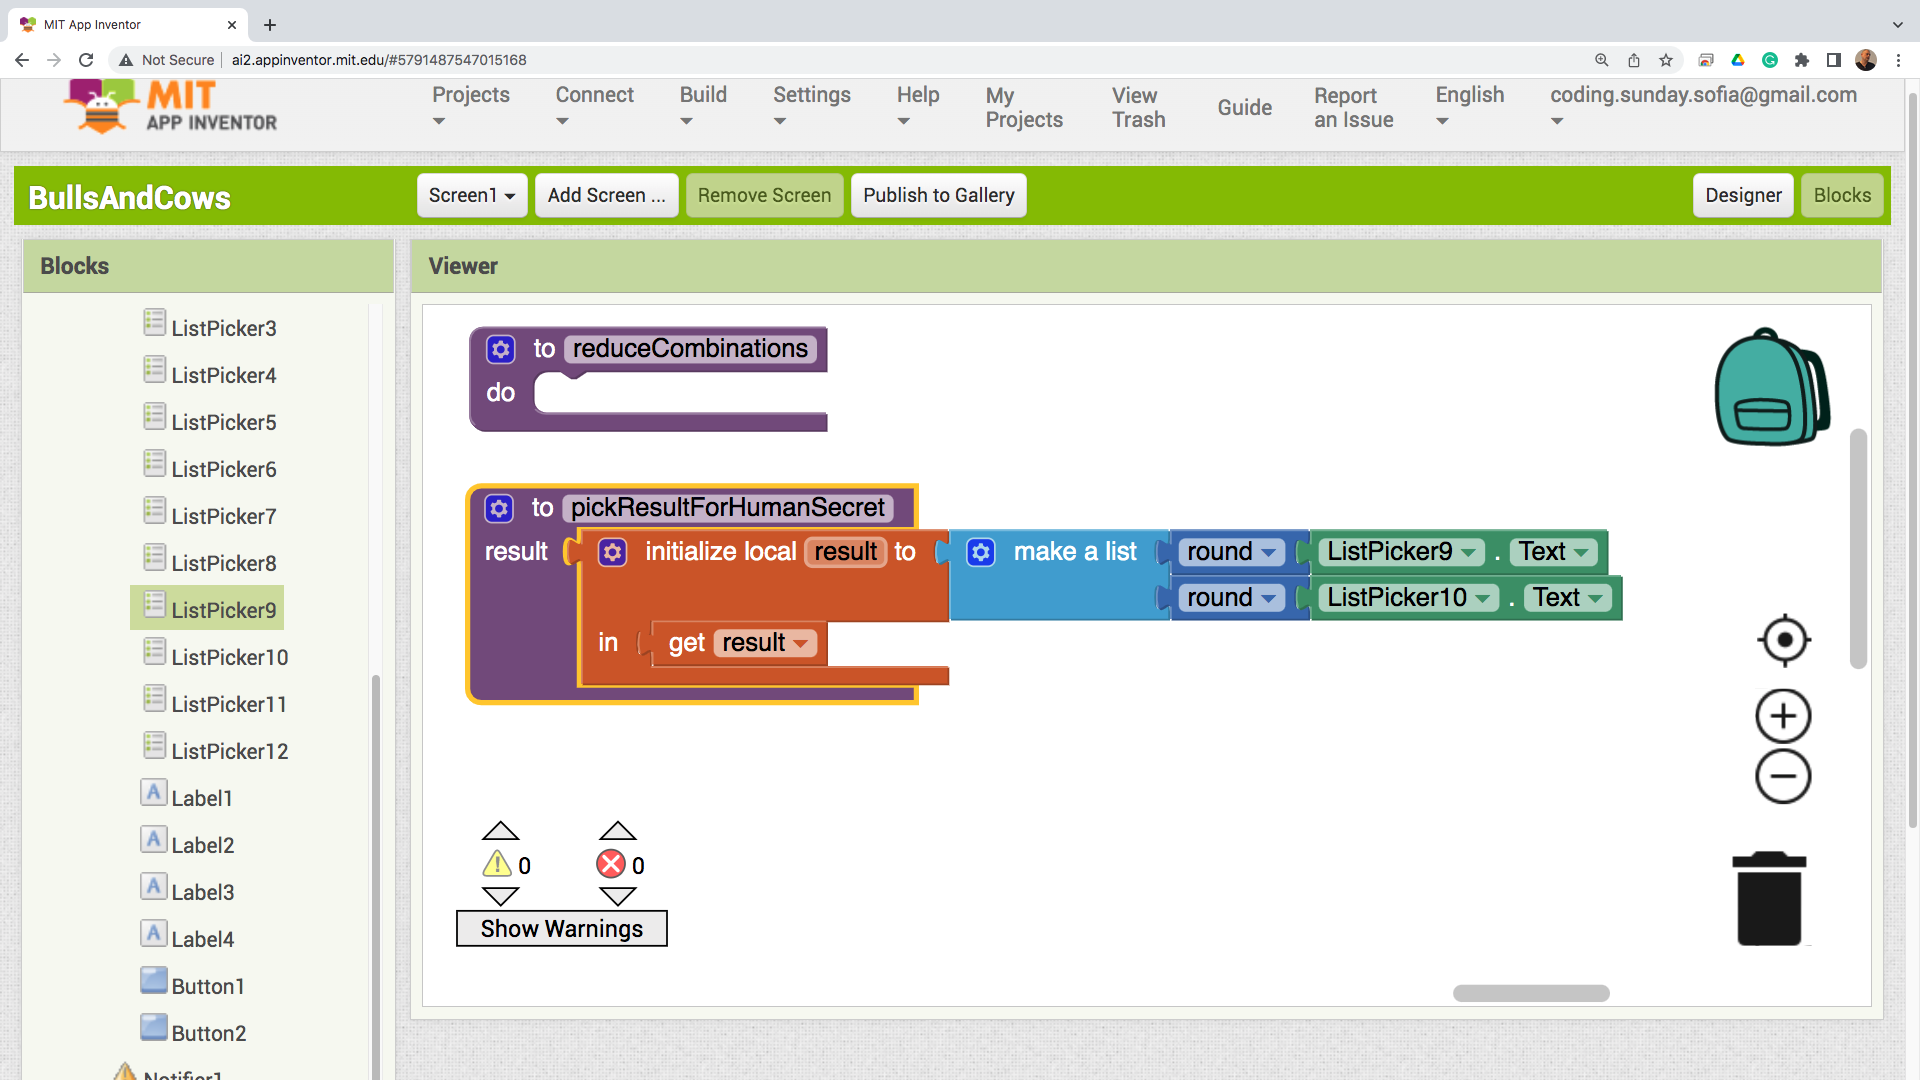 MIT App Inventor
Not Secure
ai2.appinventor.mit.edu/#5791487547015168
MIT
APP INVENTOR
Projects
Connect
Build
Settings
Help
My Projects
View Trash
Guide
Report an Issue
English
coding.sunday.sofia@gmail.com
BullsAndCows
Screen1
Add Screen ...
Remove Screen
Publish to Gallery
Designer
Blocks
Blocks
Viewer
ListPicker3
ListPicker4
ListPicker5
ListPicker6
ListPicker7
ListPicker8
ListPicker9
ListPicker10
ListPicker11
ListPicker12
Label1
Label2
Label3
Label4
Button1
Button2
Notifier1
to reduceCombinations
do
to pickResultForHumanSecret
result initialize local result to make a list round ListPicker9 . Text
round ListPicker10 . Text
in get result
0 0
Show Warnings